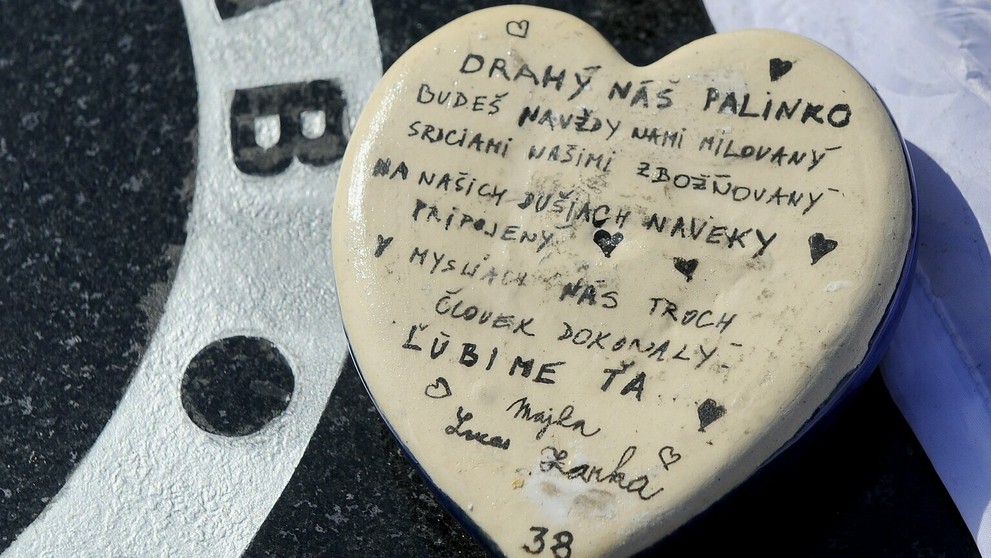 B
DRAHÝ NÁŠ PALINKO
BUDEŠ NAVŽDY NAMI MILOVANÝ
SRDCIAMI NAŠIMI ZBOŽŇOVANÝ
NA NAŠICH DUŠIACH NAVEKY
PRIPOJENÝ
V MYSLIACH NÁS TROCH
ČLOVEK DOKONALÝ
ĽÚBIME ŤA
Majka
Lucas
Lanka
38